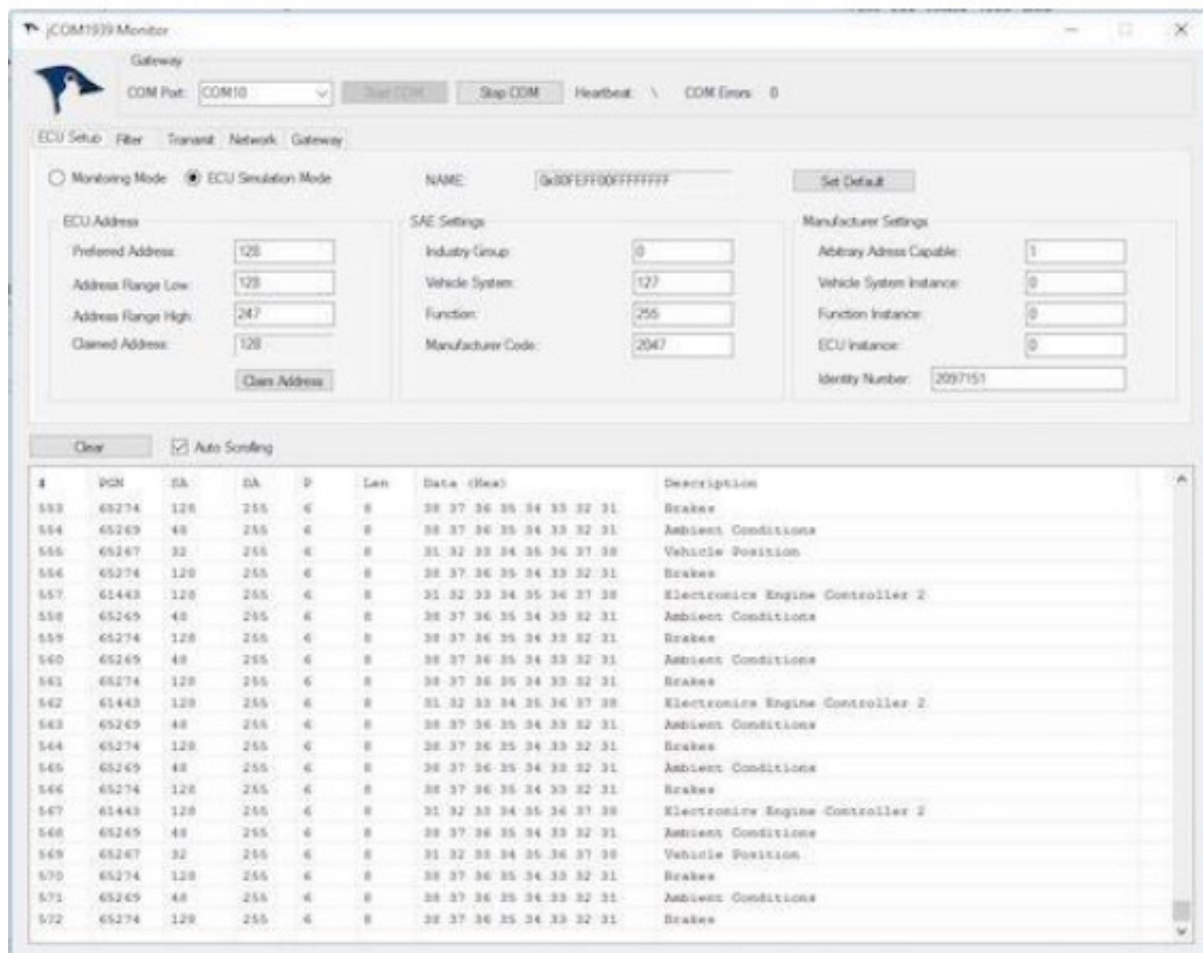 jCOM1939 Monitor
Gateway
COM Port: COM10 Start COM Stop COM Heartbeat: \ COM Errors: 0
ECU Setup Filter Transmit Network Gateway
Monitoring Mode ECU Simulation Mode NAME: 0x80FEFF00FFFFFFFF Set Default
ECU Address SAE Settings Manufacturer Settings
Preferred Address: 128 Industry Group: 0 Arbitrary Adress Capable: 1
Address Range Low: 128 Vehicle System: 127 Vehicle System Instance: 0
Address Range High: 247 Function: 255 Function Instance: 0
Claimed Address: 128 Manufacturer Code: 2047 ECU Instance: 0
Claim Address Identity Number: 2097151
Clear Auto Scrolling
# PGN SA DA P Len Data (Hex) Description
553 65274 128 255 6 8 38 37 36 35 34 33 32 31 Brakes
554 65269 48 255 6 8 38 37 36 35 34 33 32 31 Ambient Conditions
555 65267 32 255 6 8 31 32 33 34 35 36 37 38 Vehicle Position
556 65274 128 255 6 8 38 37 36 35 34 33 32 31 Brakes
557 61443 128 255 6 8 31 32 33 34 35 36 37 38 Electronics Engine Controller 2
558 65269 48 255 6 8 38 37 36 35 34 33 32 31 Ambient Conditions
559 65274 128 255 6 8 38 37 36 35 34 33 32 31 Brakes
560 65269 48 255 6 8 38 37 36 35 34 33 32 31 Ambient Conditions
561 65274 128 255 6 8 38 37 36 35 34 33 32 31 Brakes
562 61443 128 255 6 8 31 32 33 34 35 36 37 38 Electronics Engine Controller 2
563 65269 48 255 6 8 38 37 36 35 34 33 32 31 Ambient Conditions
564 65274 128 255 6 8 38 37 36 35 34 33 32 31 Brakes
565 65269 48 255 6 8 38 37 36 35 34 33 32 31 Ambient Conditions
566 65274 128 255 6 8 38 37 36 35 34 33 32 31 Brakes
567 61443 128 255 6 8 31 32 33 34 35 36 37 38 Electronics Engine Controller 2
568 65269 48 255 6 8 38 37 36 35 34 33 32 31 Ambient Conditions
569 65267 32 255 6 8 31 32 33 34 35 36 37 38 Vehicle Position
570 65274 128 255 6 8 38 37 36 35 34 33 32 31 Brakes
571 65269 48 255 6 8 38 37 36 35 34 33 32 31 Ambient Conditions
572 65274 128 255 6 8 38 37 36 35 34 33 32 31 Brakes